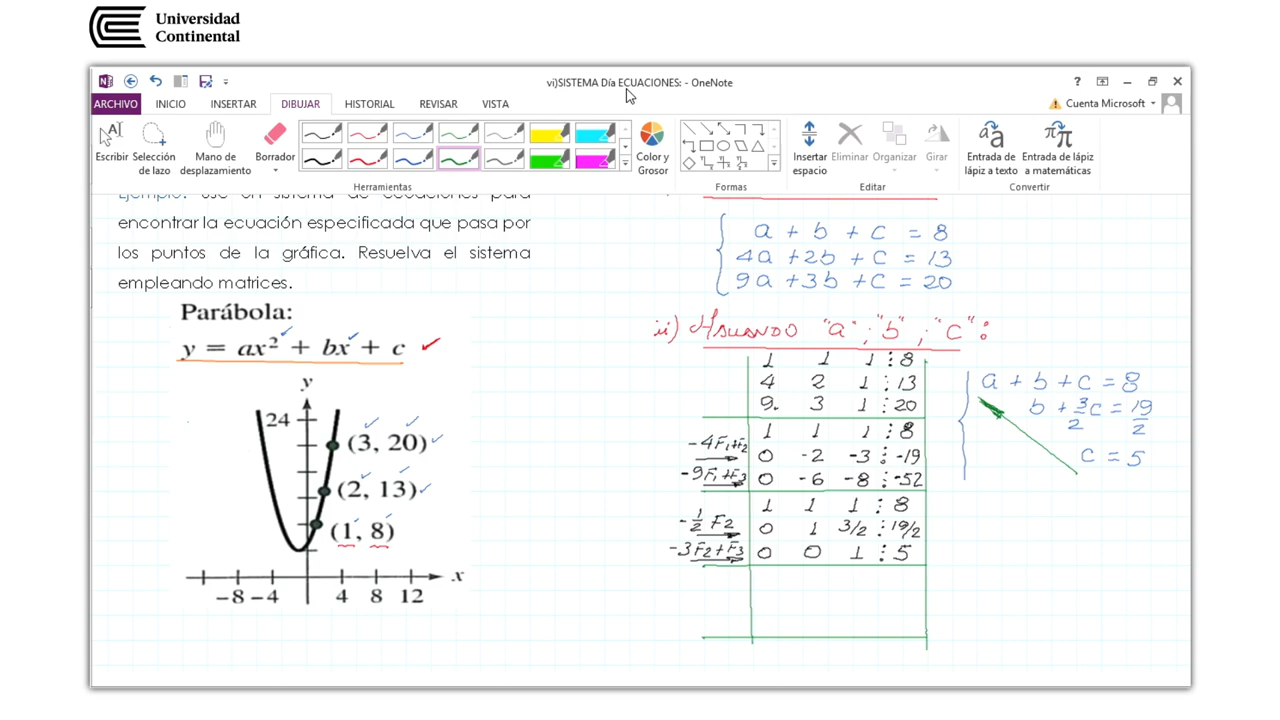 Universidad
Continental
vi)SISTEMA Día ECUACIONES: - OneNote
?
ARCHIVO INICIO INSERTAR DIBUJAR HISTORIAL REVISAR VISTA
Cuenta Microsoft
Escribir Selección de lazo Mano de desplazamiento Borrador
Color y Grosor
Insertar espacio Eliminar Organizar Girar
Entrada de lápiz a texto Entrada de lápiz a matemáticas
Herramientas Formas Editar Convertir
Ejemplo: Use un sistema de ecuaciones para
encontrar la ecuación especificada que pasa por
los puntos de la gráfica. Resuelva el sistema
empleando matrices.
Parábola:
y = ax² + bx + c
y
24
(3, 20)
(2, 13)
(1, 8)
x
-8 -4 4 8 12
a + b + c = 8
4a + 2b + c = 13
9a + 3b + c = 20
ii) HALLANDO "a"; "b"; "c":
1 1 1 ⋮ 8
4 2 1 ⋮ 13
9 3 1 ⋮ 20
1 1 1 ⋮ 8
-4F₁+F₂ 0 -2 -3 ⋮ -19
-9F₁+F₃ 0 -6 -8 ⋮ -52
1 1 1 ⋮ 8
-1/2 F₂ 0 1 3/2 ⋮ 19/2
-3F₂+F₃ 0 0 1 ⋮ 5
a + b + c = 8
b + 3/2 c = 19/2
c = 5